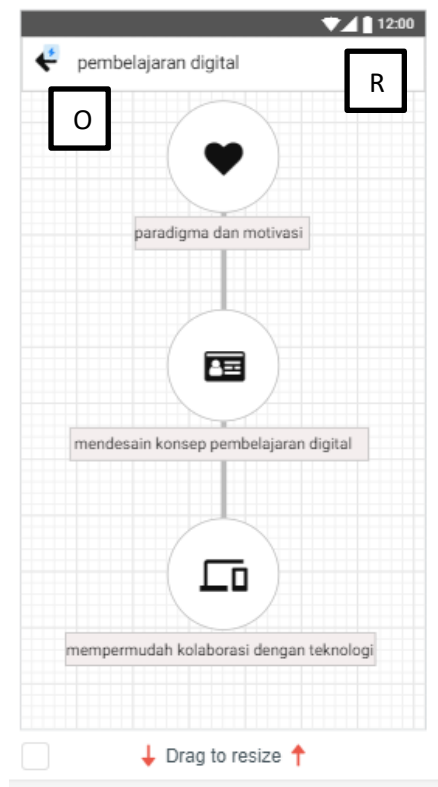 12:00
pembelajaran digital
R
O
paradigma dan motivasi
mendesain konsep pembelajaran digital
mempermudah kolaborasi dengan teknologi
Drag to resize